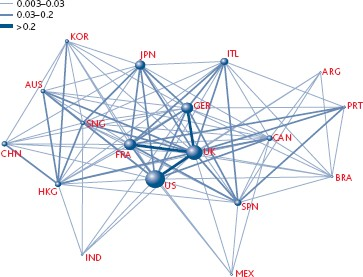 0.003–0.03
0.03–0.2
>0.2
KOR
JPN
ITL
ARG
AUS
GER
PRT
SNG
CAN
CHN
FRA
UK
HKG
US
BRA
SPN
IND
MEX